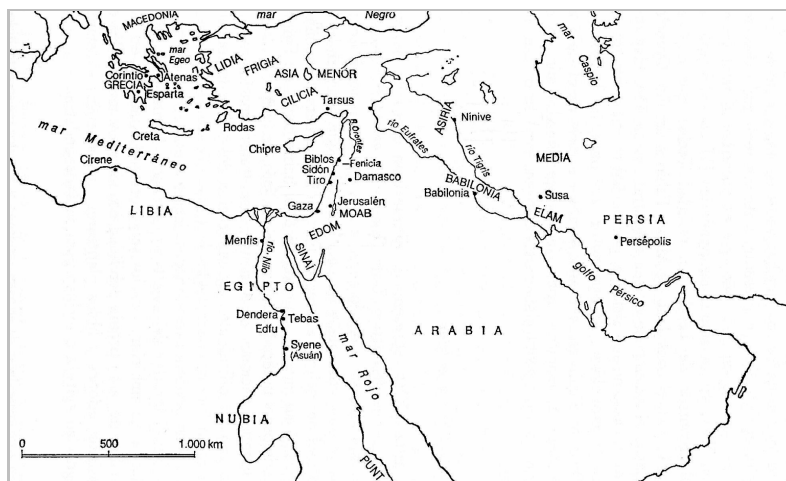 MACEDONIA
mar
Negro
mar
Egeo
LIDIA
FRIGIA
ASIA MENOR
CILICIA
Corintio
Atenas
GRECIA
Esparta
Tarsus
mar
Caspio
Creta
Rodas
Chipre
R. Orontes
mar Mediterráneo
Cirene
Biblos
Fenicia
Sidón
Tiro
Damasco
ASIRIA
Nínive
río Eufrates
río Tigris
MEDIA
BABILONIA
Babilonia
Susa
ELAM
PERSIA
Persépolis
LIBIA
Gaza
Jerusalén
MOAB
EDOM
Menfis
río Nilo
SINAÍ
golfo
Pérsico
EGIPTO
Dendera
Tebas
Edfu
Syene
(Asuán)
ARABIA
mar Rojo
NUBIA
PUNT
0 500 1.000 km